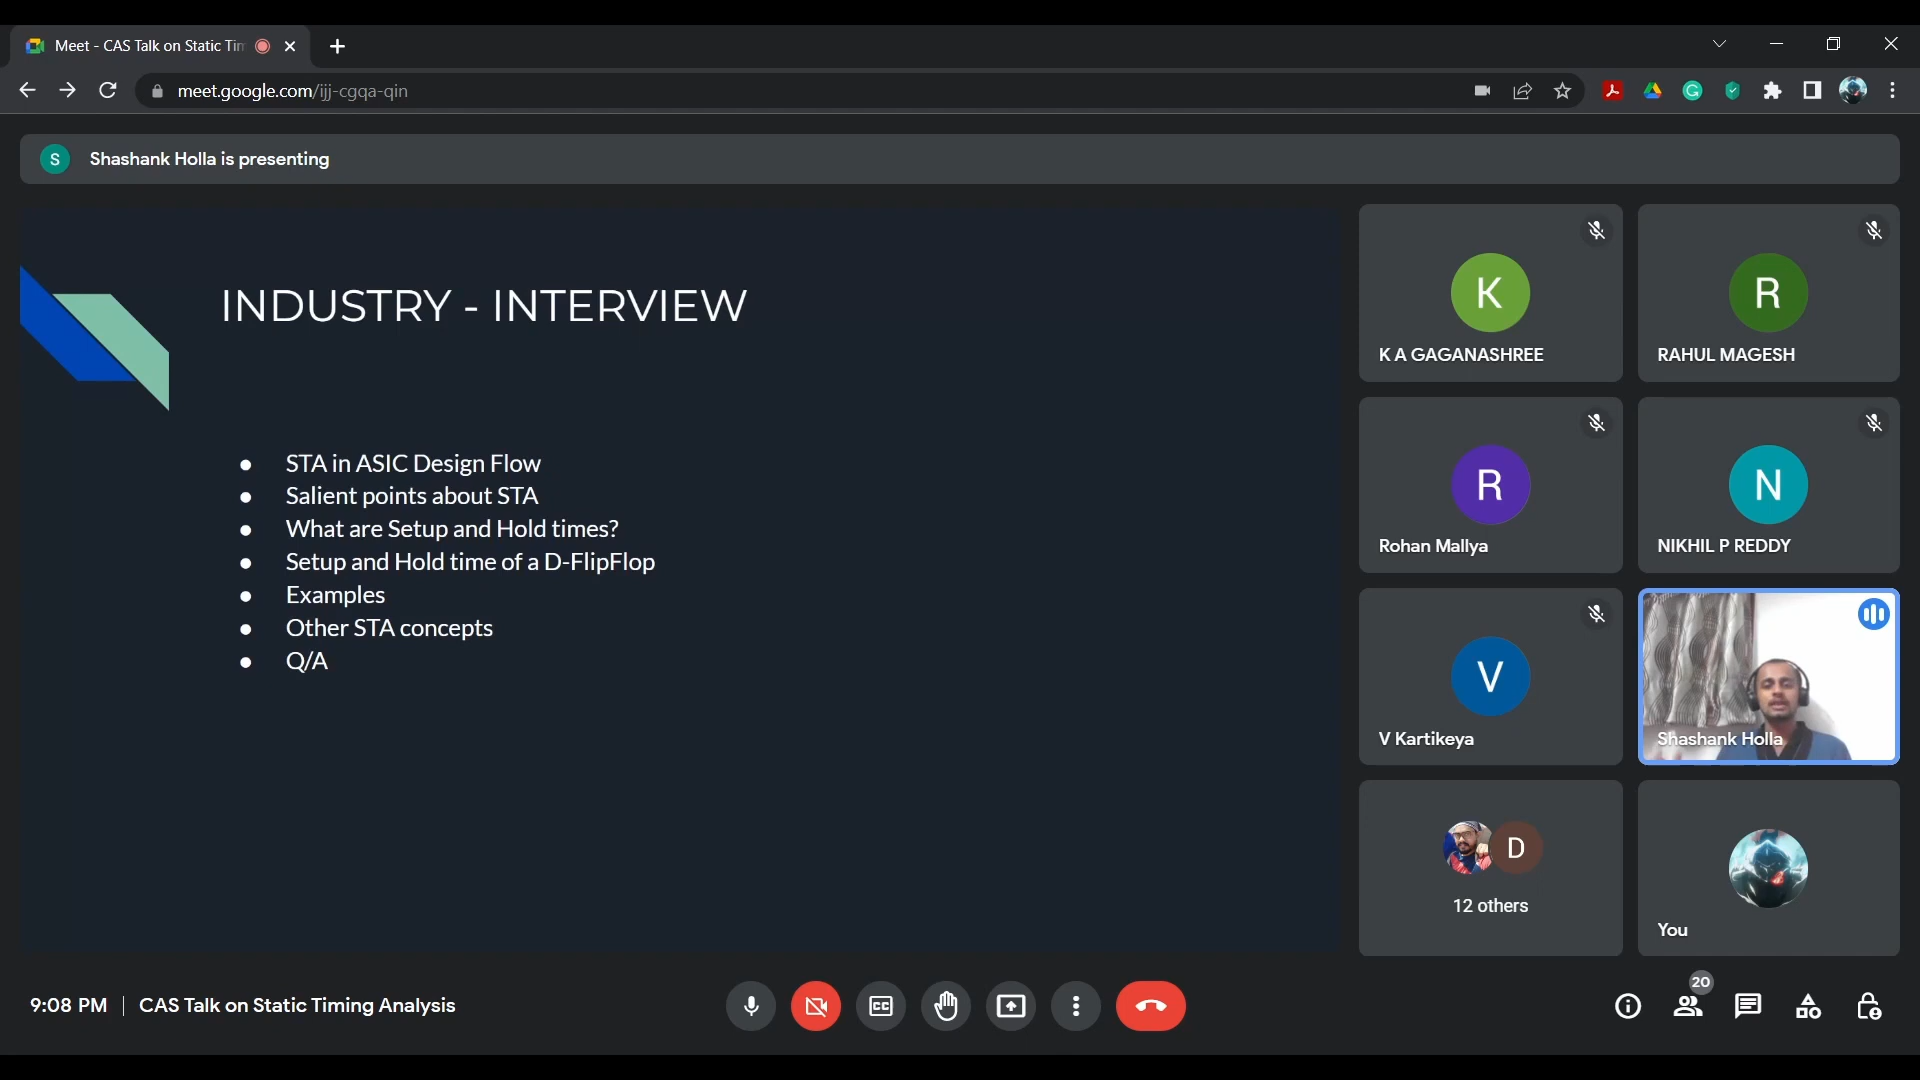 Meet - CAS Talk on Static Tim
meet.google.com/ijj-cgqa-qin
S
Shashank Holla is presenting
INDUSTRY - INTERVIEW
● STA in ASIC Design Flow
● Salient points about STA
● What are Setup and Hold times?
● Setup and Hold time of a D-FlipFlop
● Examples
● Other STA concepts
● Q/A
K
K A GAGANASHREE
R
RAHUL MAGESH
R
Rohan Mallya
N
NIKHIL P REDDY
V
V Kartikeya
Shashank Holla
D
12 others
You
9:08 PM | CAS Talk on Static Timing Analysis
CC
20